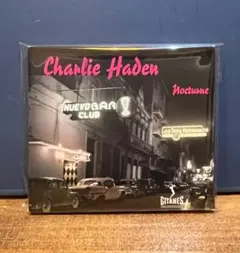 Charlie Haden
Nocturne
NUEVO BAR
CLUB
GITANES